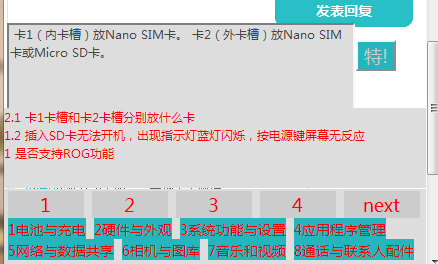 发表回复
卡1（内卡槽）放Nano SIM卡。 卡2（外卡槽）放Nano SIM
卡或Micro SD卡。
特!
2.1 卡1卡槽和卡2卡槽分别放什么卡
1.2 插入SD卡无法开机，出现指示灯蓝灯闪烁，按电源键屏幕无反应
1 是否支持ROG功能
1 2 3 4 next
1电池与充电 2硬件与外观 3系统功能与设置 4应用程序管理
5网络与数据共享 6相机与图库 7音乐和视频 8通话与联系人配件